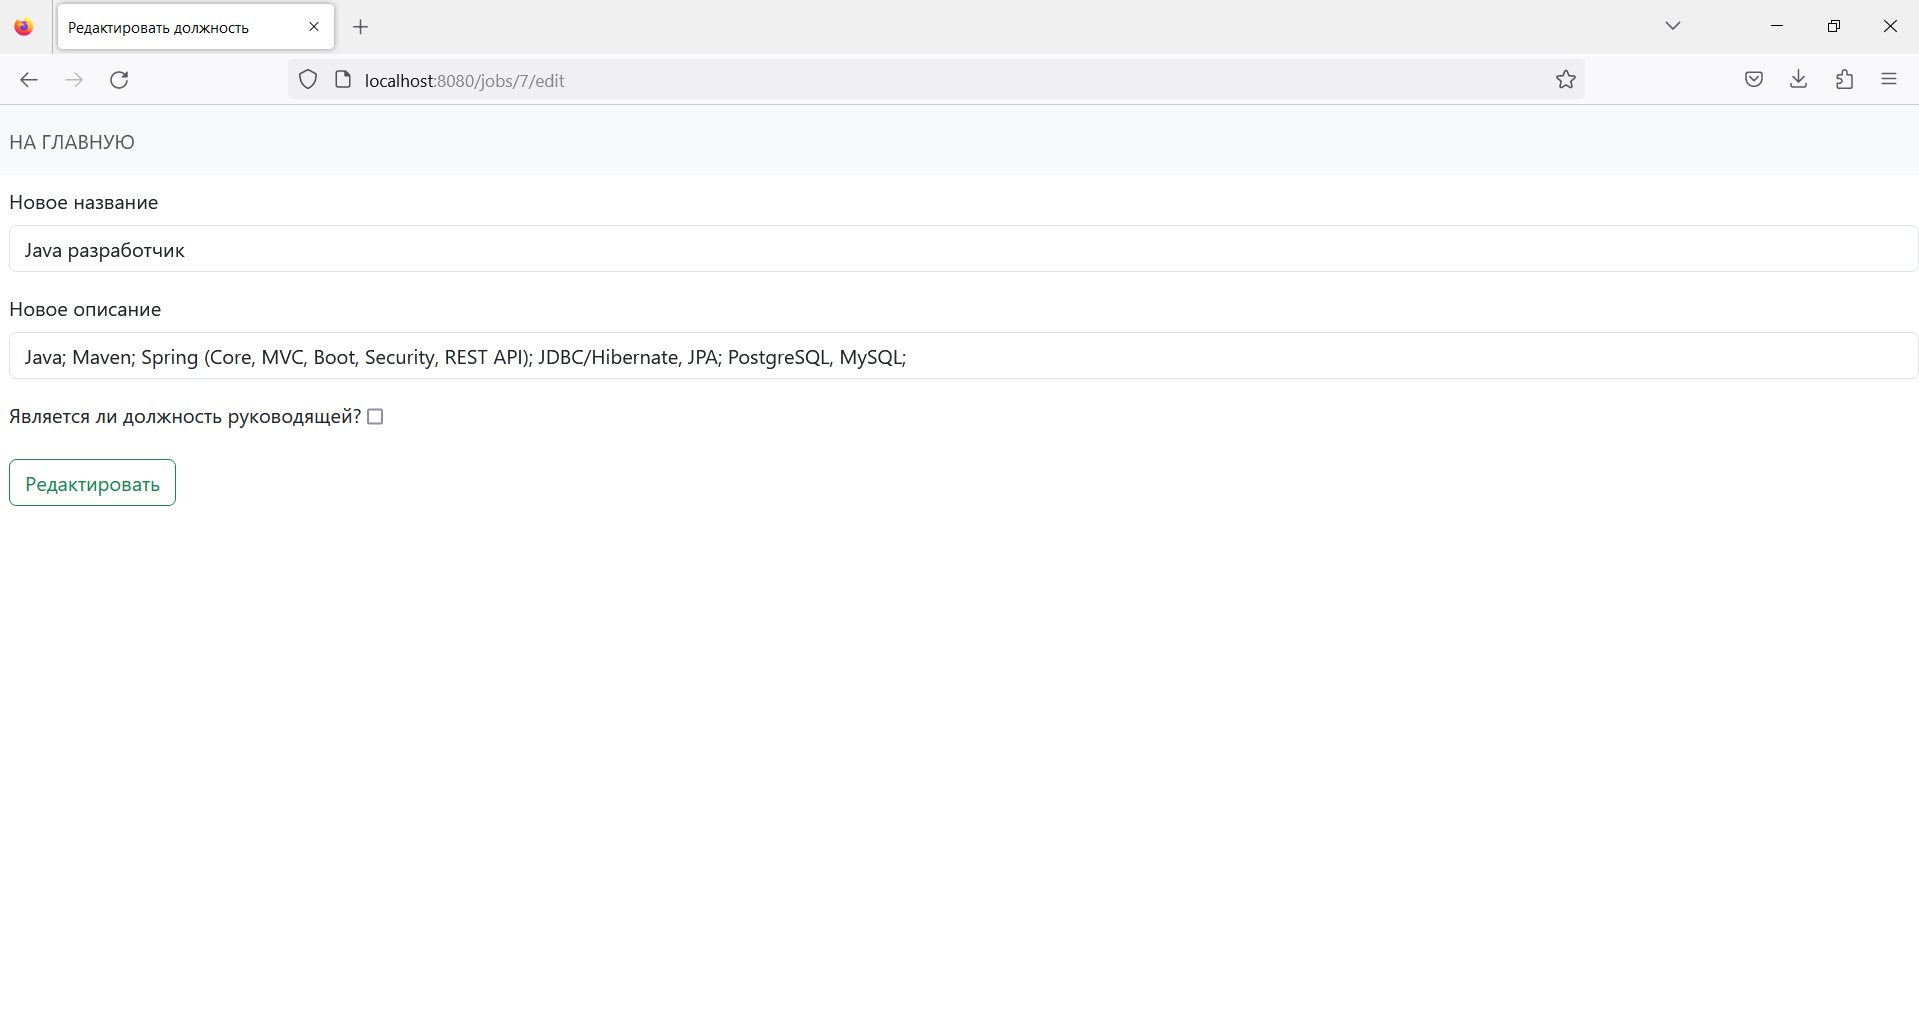 Редактировать должность
localhost:8080/jobs/7/edit
НА ГЛАВНУЮ
Новое название
Java разработчик
Новое описание
Java; Maven; Spring (Core, MVC, Boot, Security, REST API); JDBC/Hibernate, JPA; PostgreSQL, MySQL;
Является ли должность руководящей?
Редактировать